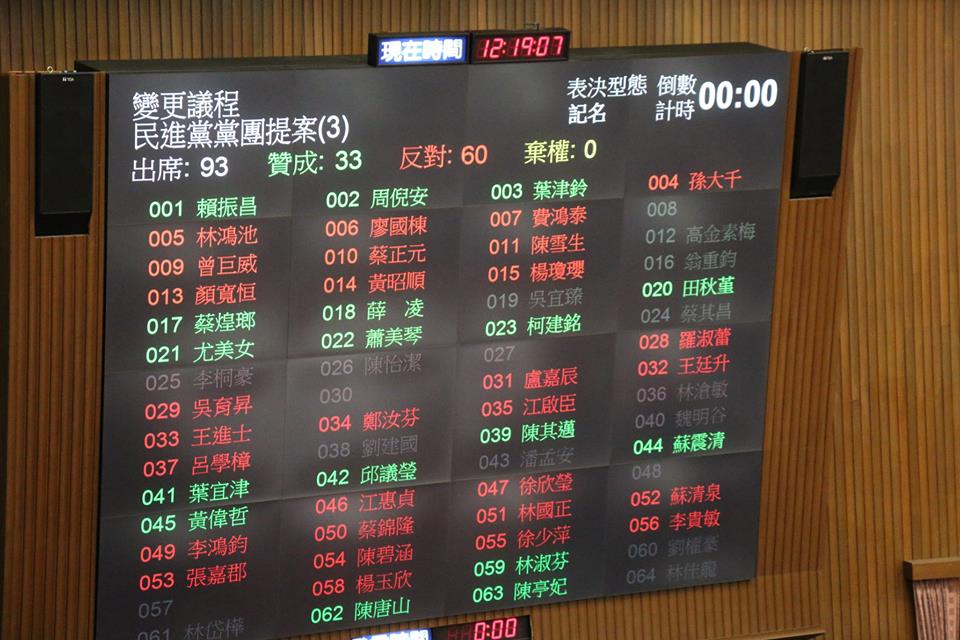 現在時間 12:19:07
變更議程
民進黨黨團提案(3)
表決型態 倒數 00:00
記名 計時
出席: 93 贊成: 33 反對: 60 棄權: 0
001 賴振昌 002 周倪安 003 葉津鈴 004 孫大千
005 林鴻池 006 廖國棟 007 費鴻泰 008
009 曾巨威 010 蔡正元 011 陳雪生 012 高金素梅
013 顏寬恒 014 黃昭順 015 楊瓊瓔 016 翁重鈞
017 蔡煌瑯 018 薛 凌 019 吳宜臻 020 田秋堇
021 尤美女 022 蕭美琴 023 柯建銘 024 蔡其昌
025 李桐豪 026 陳怡潔 027 028 羅淑蕾
029 吳育昇 030 031 盧嘉辰 032 王廷升
033 王進士 034 鄭汝芬 035 江啟臣 036 林滄敏
037 呂學樟 038 劉建國 039 陳其邁 040 魏明谷
041 葉宜津 042 邱議瑩 043 潘孟安 044 蘇震清
045 黃偉哲 046 江惠貞 047 徐欣瑩 048
049 李鴻鈞 050 蔡錦隆 051 林國正 052 蘇清泉
053 張嘉郡 054 陳碧涵 055 徐少萍 056 李貴敏
057 058 楊玉欣 059 林淑芬 060 劉櫂豪
061 林岱樺 062 陳唐山 063 陳亭妃 064 林佳龍
0:00